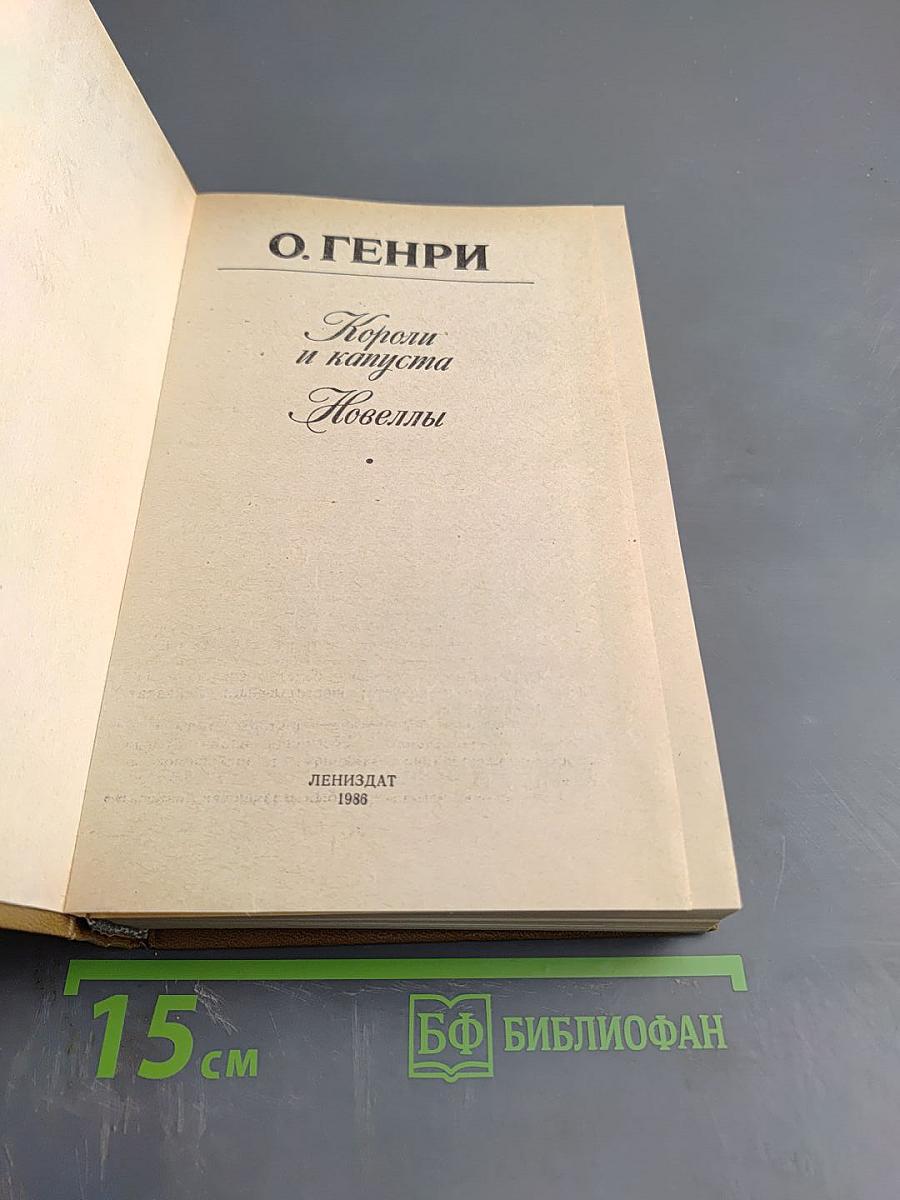 О. ГЕНРИ
Короли
и капуста
Новеллы
ЛЕНИЗДАТ
1986
15 см
БФ БИБЛИОФАН